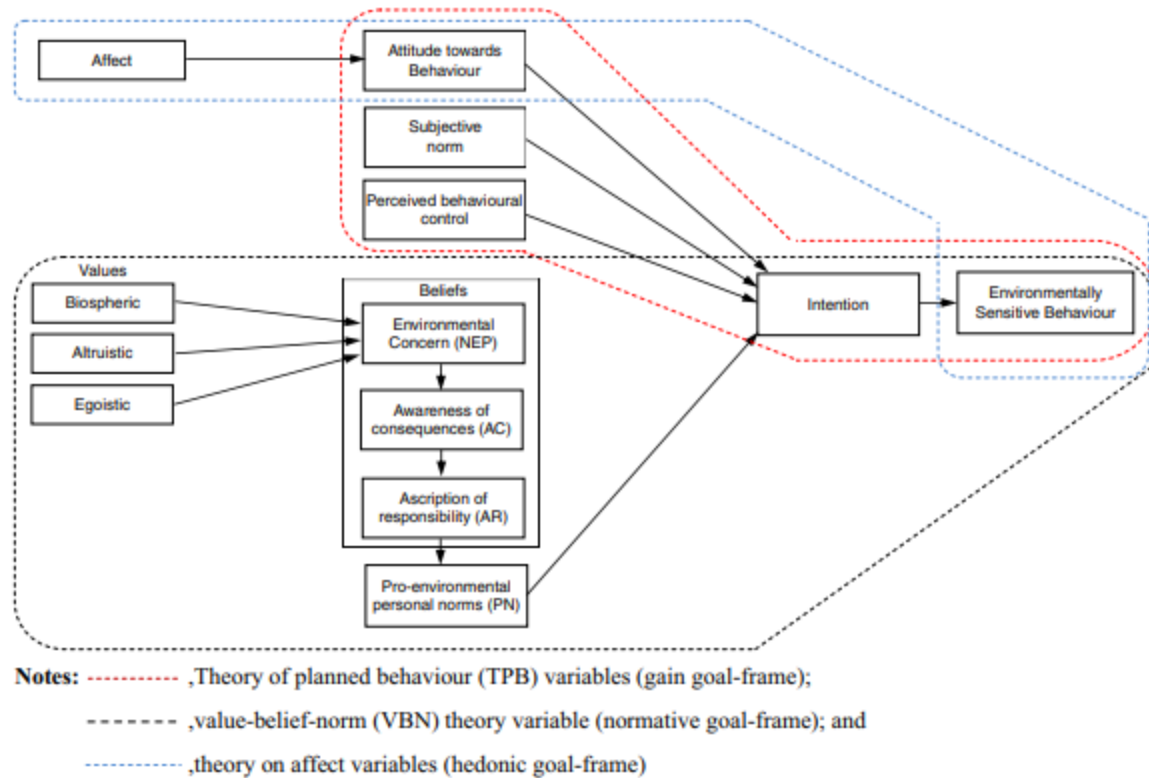 Affect
Attitude towards
Behaviour
Subjective
norm
Perceived behavioural
control
Values
Biospheric
Altruistic
Egoistic
Beliefs
Environmental
Concern (NEP)
Awareness of
consequences (AC)
Ascription of
responsibility (AR)
Pro-environmental
personal norms (PN)
Intention
Environmentally
Sensitive Behaviour
Notes: ,Theory of planned behaviour (TPB) variables (gain goal-frame);
,value-belief-norm (VBN) theory variable (normative goal-frame); and
,theory on affect variables (hedonic goal-frame)